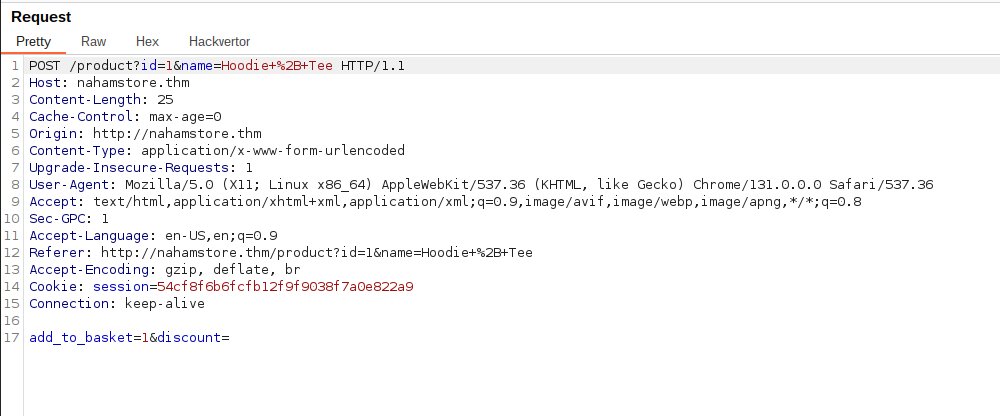 Request
Pretty Raw Hex Hackvertor
1 POST /product?id=1&name=Hoodie+%2B+Tee HTTP/1.1
2 Host: nahamstore.thm
3 Content-Length: 25
4 Cache-Control: max-age=0
5 Origin: http://nahamstore.thm
6 Content-Type: application/x-www-form-urlencoded
7 Upgrade-Insecure-Requests: 1
8 User-Agent: Mozilla/5.0 (X11; Linux x86_64) AppleWebKit/537.36 (KHTML, like Gecko) Chrome/131.0.0.0 Safari/537.36
9 Accept: text/html,application/xhtml+xml,application/xml;q=0.9,image/avif,image/webp,image/apng,*/*;q=0.8
10 Sec-GPC: 1
11 Accept-Language: en-US,en;q=0.9
12 Referer: http://nahamstore.thm/product?id=1&name=Hoodie+%2B+Tee
13 Accept-Encoding: gzip, deflate, br
14 Cookie: session=54cf8f6b6fcfb12f9f9038f7a0e822a9
15 Connection: keep-alive
16
17 add_to_basket=1&discount=